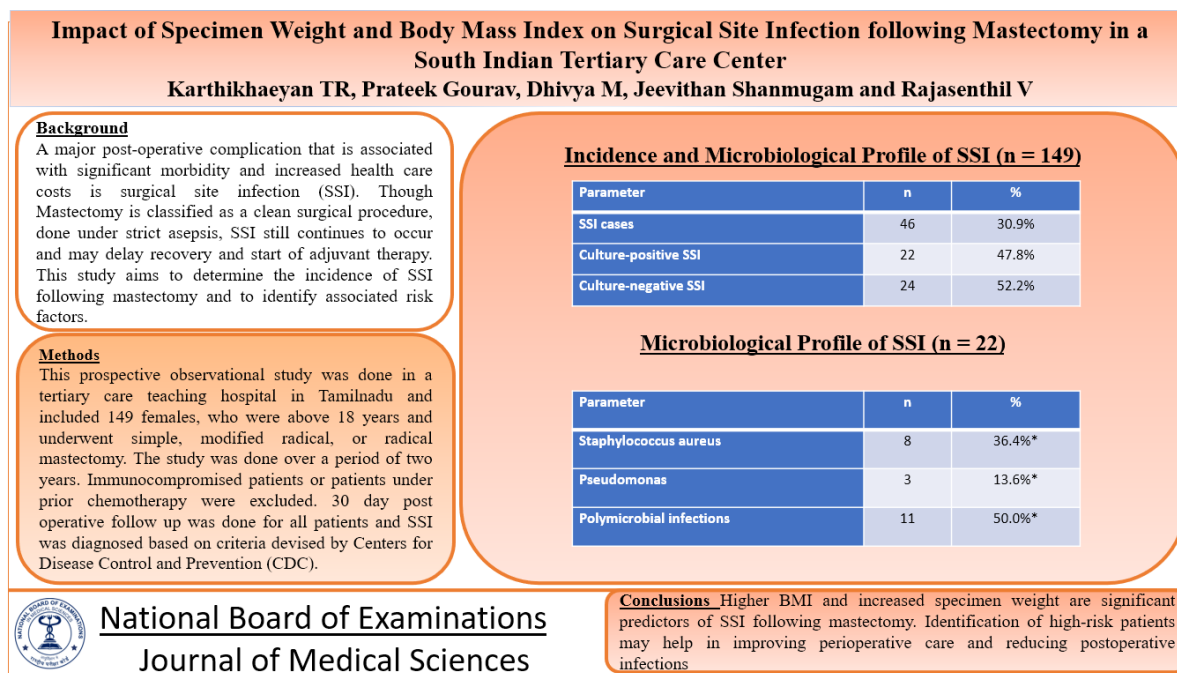 Impact of Specimen Weight and Body Mass Index on Surgical Site Infection following Mastectomy in a
South Indian Tertiary Care Center
Karthikhaeyan TR, Prateek Gourav, Dhivya M, Jeevithan Shanmugam and Rajasenthil V
Background
A major post-operative complication that is associated
with significant morbidity and increased health care
costs is surgical site infection (SSI). Though
Mastectomy is classified as a clean surgical procedure,
done under strict asepsis, SSI still continues to occur
and may delay recovery and start of adjuvant therapy.
This study aims to determine the incidence of SSI
following mastectomy and to identify associated risk
factors.
Methods
This prospective observational study was done in a
tertiary care teaching hospital in Tamilnadu and
included 149 females, who were above 18 years and
underwent simple, modified radical, or radical
mastectomy. The study was done over a period of two
years. Immunocompromised patients or patients under
prior chemotherapy were excluded. 30 day post
operative follow up was done for all patients and SSI
was diagnosed based on criteria devised by Centers for
Disease Control and Prevention (CDC).
Incidence and Microbiological Profile of SSI (n = 149)
Parameter n %
SSI cases 46 30.9%
Culture-positive SSI 22 47.8%
Culture-negative SSI 24 52.2%
Microbiological Profile of SSI (n = 22)
Parameter n %
Staphylococcus aureus 8 36.4%*
Pseudomonas 3 13.6%*
Polymicrobial infections 11 50.0%*
NATIONAL BOARD OF EXAMINATIONS
IN MEDICAL SCIENCES
National Board of Examinations
Journal of Medical Sciences
Conclusions Higher BMI and increased specimen weight are significant
predictors of SSI following mastectomy. Identification of high-risk patients
may help in improving perioperative care and reducing postoperative
infections